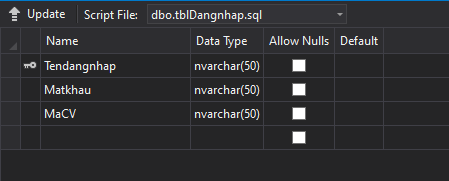 Update Script File: dbo.tblDangnhap.sql
Name Data Type Allow Nulls Default
Tendangnhap nvarchar(50)
Matkhau nvarchar(50)
MaCV nvarchar(50)